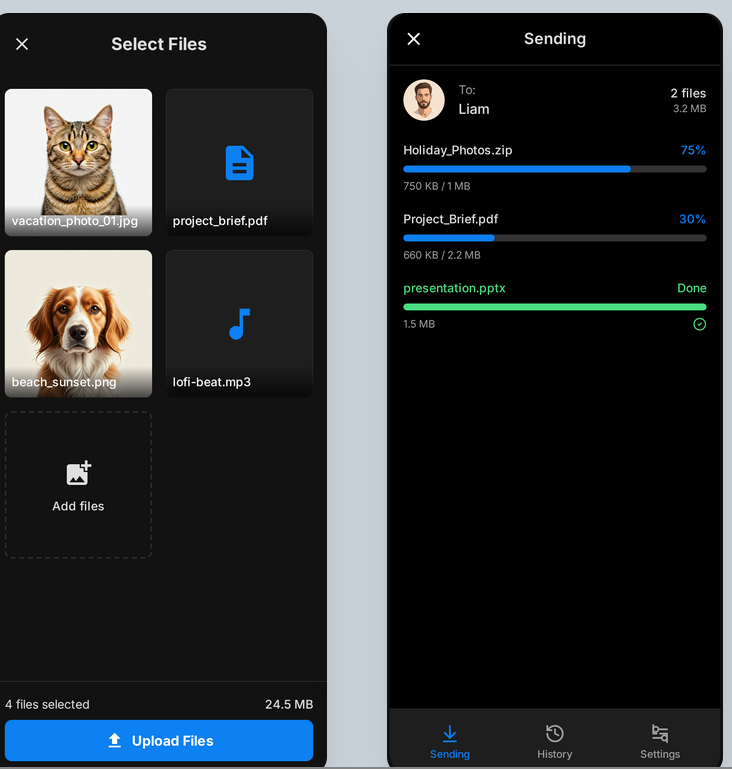 Select Files
vacation_photo_01.jpg
project_brief.pdf
beach_sunset.png
lofi-beat.mp3
Add files
4 files selected
24.5 MB
Upload Files
Sending
To:
Liam
2 files
3.2 MB
Holiday_Photos.zip
75%
750 KB / 1 MB
Project_Brief.pdf
30%
660 KB / 2.2 MB
presentation.pptx
Done
1.5 MB
Sending
History
Settings